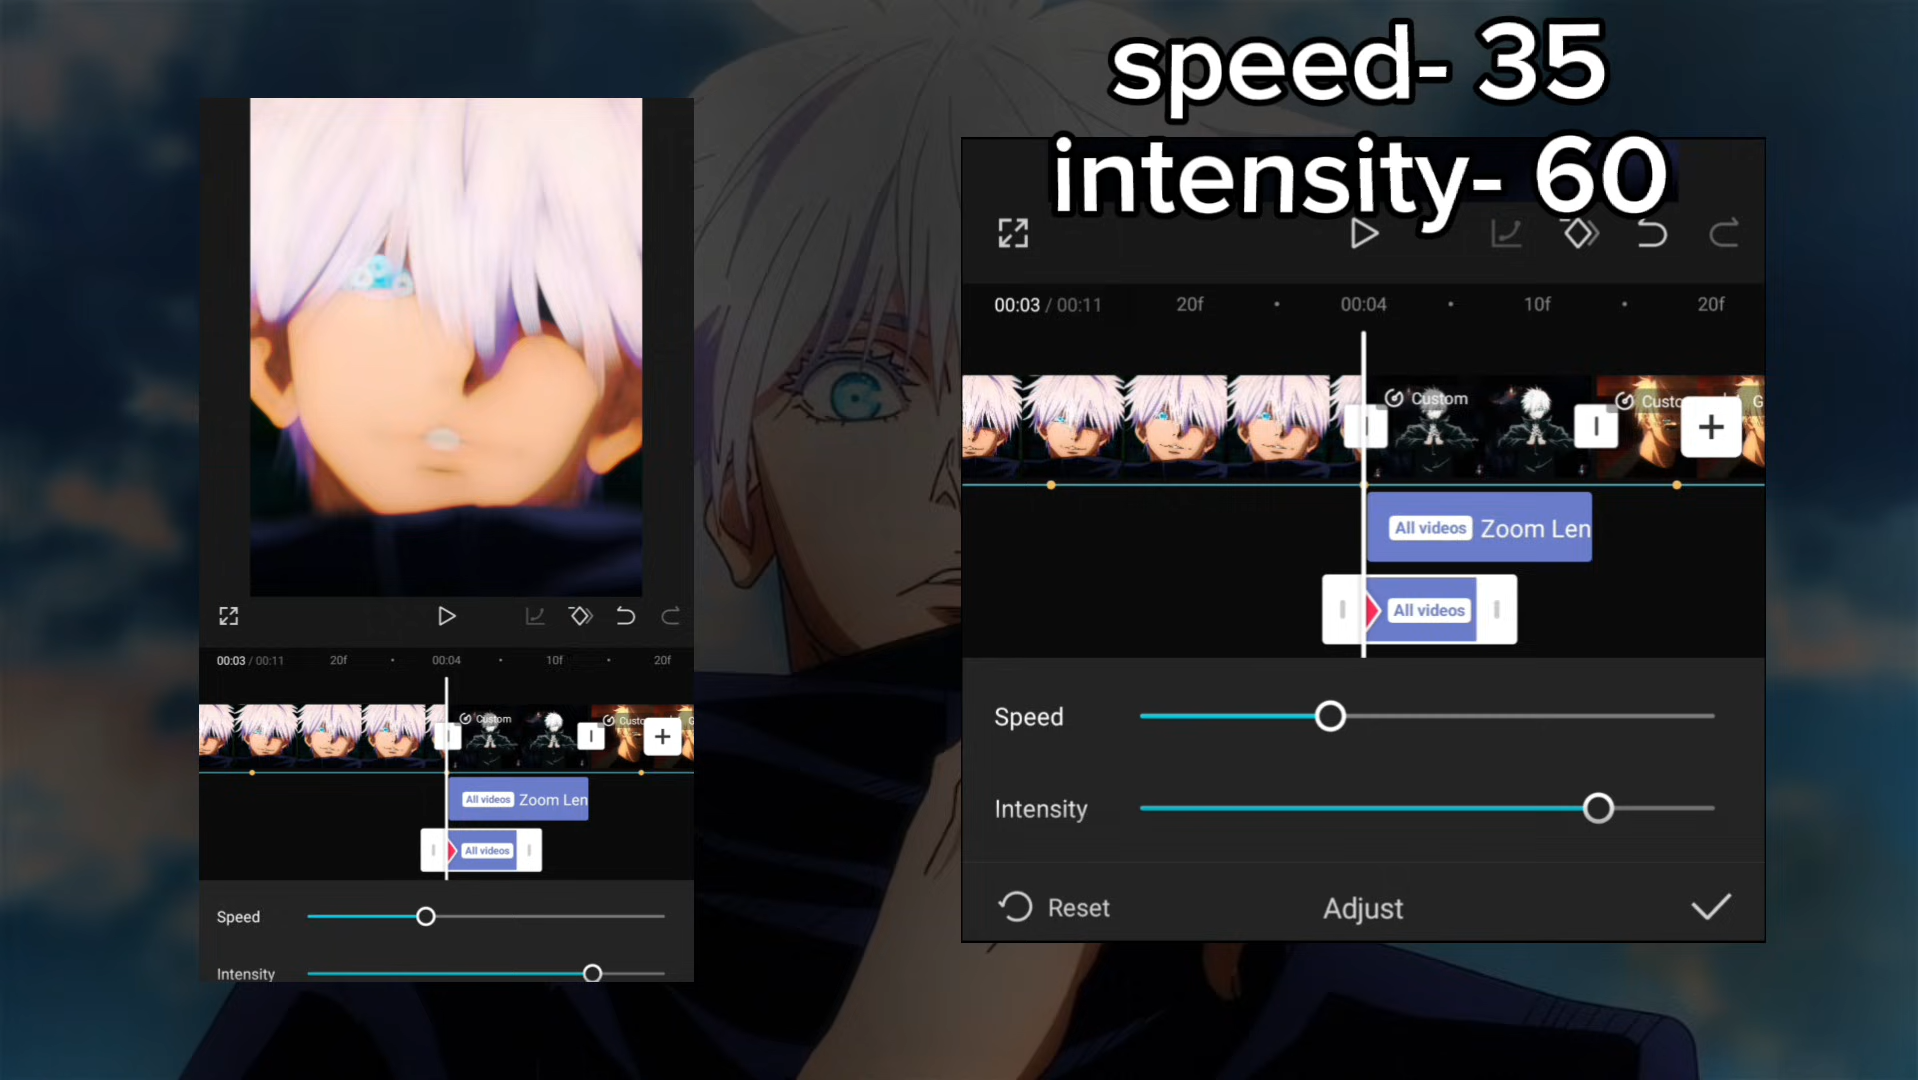 speed- 35
intensity- 60
00:03 / 00:11 20f 00:04 10f 20f
Custom
Custo
All videos Zoom Len
All videos
Speed
Intensity
00:03 / 00:11 20f 00:04 10f 20f
Custom
Custo
G
All videos Zoom Len
All videos
Speed
Intensity
Reset Adjust